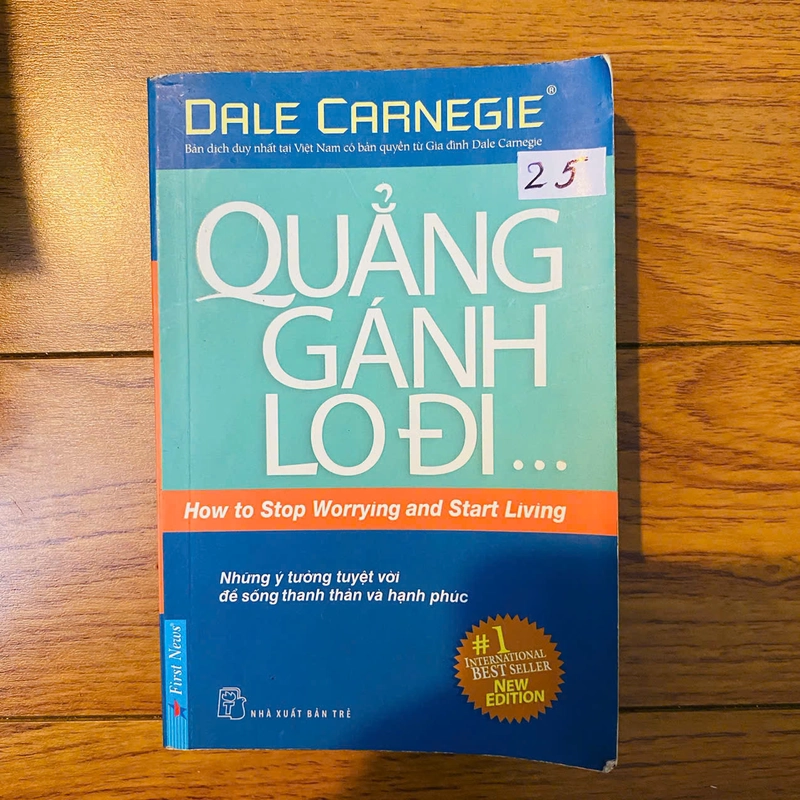 DALE CARNEGIE®
Bản dịch duy nhất tại Việt Nam có bản quyền từ Gia đình Dale Carnegie
25
QUẲNG
GÁNH
LO ĐI...
How to Stop Worrying and Start Living
Những ý tưởng tuyệt vời
để sống thanh thản và hạnh phúc
#1
INTERNATIONAL
BEST SELLER
NEW
EDITION
First News®
NHÀ XUẤT BẢN TRẺ